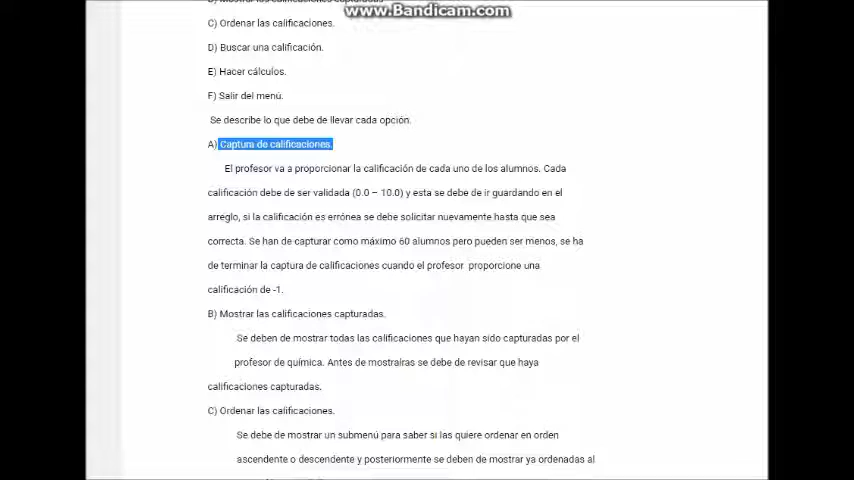 www.Bandicam.com
C) Ordenar las calificaciones.
D) Buscar una calificación.
E) Hacer cálculos.
F) Salir del menú.
Se describe lo que debe de llevar cada opción.
A) Captura de calificaciones.
El profesor va a proporcionar la calificación de cada uno de los alumnos. Cada
calificación debe de ser validada (0.0 – 10.0) y esta se debe de ir guardando en el
arreglo, si la calificación es errónea se debe solicitar nuevamente hasta que sea
correcta. Se han de capturar como máximo 60 alumnos pero pueden ser menos, se ha
de terminar la captura de calificaciones cuando el profesor proporcione una
calificación de -1.
B) Mostrar las calificaciones capturadas.
Se deben de mostrar todas las calificaciones que hayan sido capturadas por el
profesor de química. Antes de mostrarlas se debe de revisar que haya
calificaciones capturadas.
C) Ordenar las calificaciones.
Se debe de mostrar un submenú para saber si las quiere ordenar en orden
ascendente o descendente y posteriormente se deben de mostrar ya ordenadas al